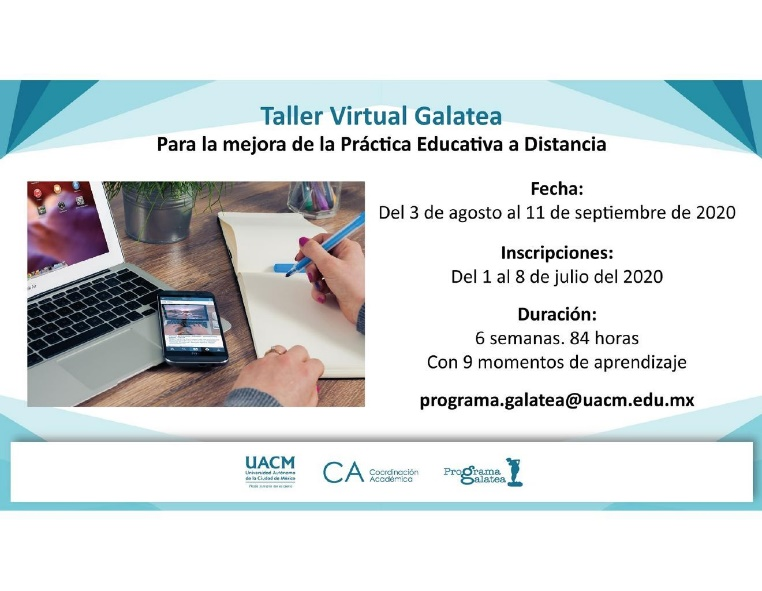 Taller Virtual Galatea
Para la mejora de la Práctica Educativa a Distancia
Fecha:
Del 3 de agosto al 11 de septiembre de 2020
Inscripciones:
Del 1 al 8 de julio del 2020
Duración:
6 semanas. 84 horas
Con 9 momentos de aprendizaje
programa.galatea@uacm.edu.mx
UACM
Universidad Autónoma
de la Ciudad de México
CA Coordinación
Académica
Programa
Galatea